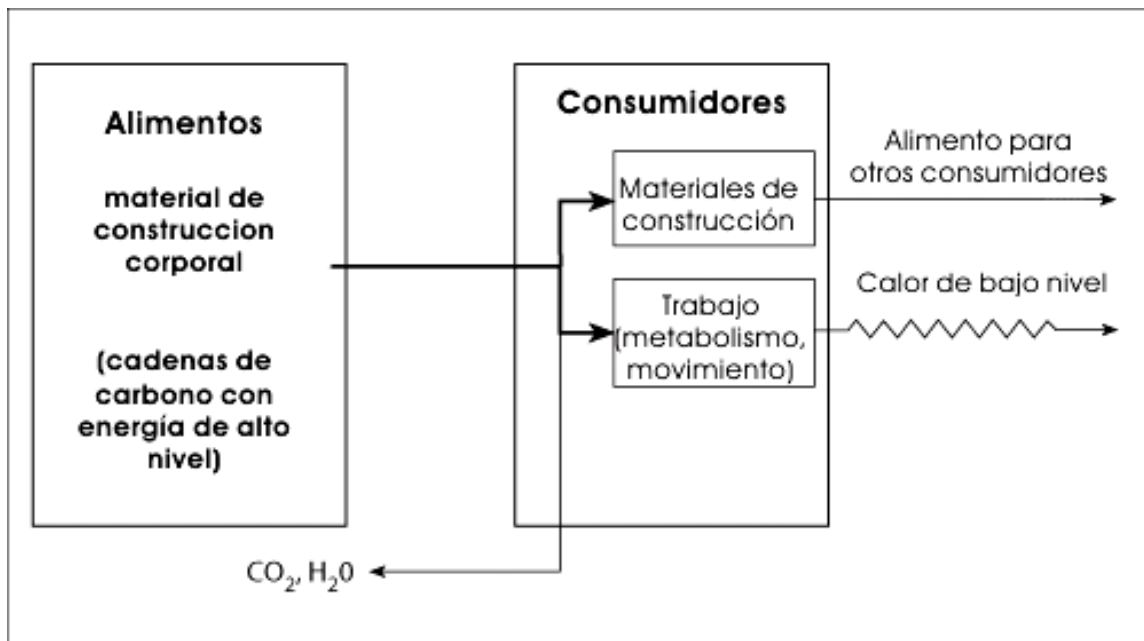 Alimentos
material de
construccion
corporal
(cadenas de
carbono con
energía de alto
nivel)
Consumidores
Materiales de
construcción
Trabajo
(metabolismo,
movimiento)
Alimento para
otros consumidores
Calor de bajo nivel
CO₂, H₂0